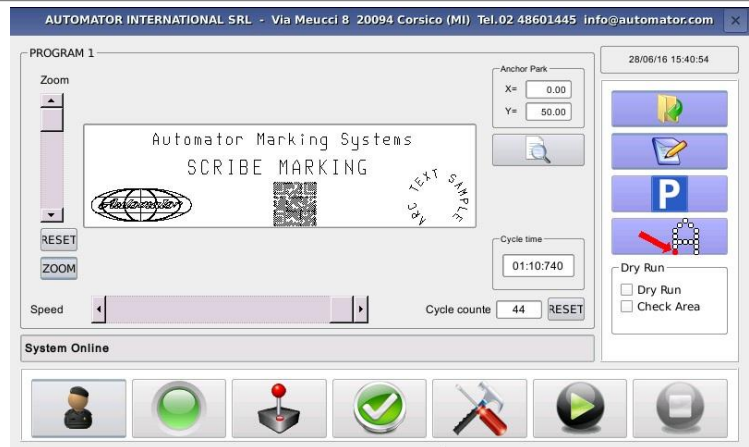 AUTOMATOR INTERNATIONAL SRL - Via Meucci 8 20094 Corsico (MI) Tel.02 48601445 info@automator.com
PROGRAM 1
28/06/16 15:40:54
Zoom
Anchor Park
X= 0.00
Y= 50.00
Automator Marking Systems
SCRIBE MARKING
Automator
ARC TEXT SAMPLE
P
A
RESET
ZOOM
Cycle time
01:10:740
Dry Run
Dry Run
Check Area
Speed
Cycle counte 44 RESET
System Online